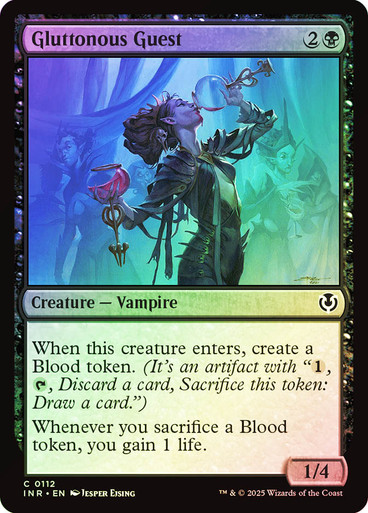 Gluttonous Guest 2
Creature — Vampire
When this creature enters, create a
Blood token. (It's an artifact with "1,
, Discard a card, Sacrifice this token:
Draw a card.")
Whenever you sacrifice a Blood
token, you gain 1 life.
1/4
C 0112
INR • EN Jesper Eising
™ & © 2025 Wizards of the Coast